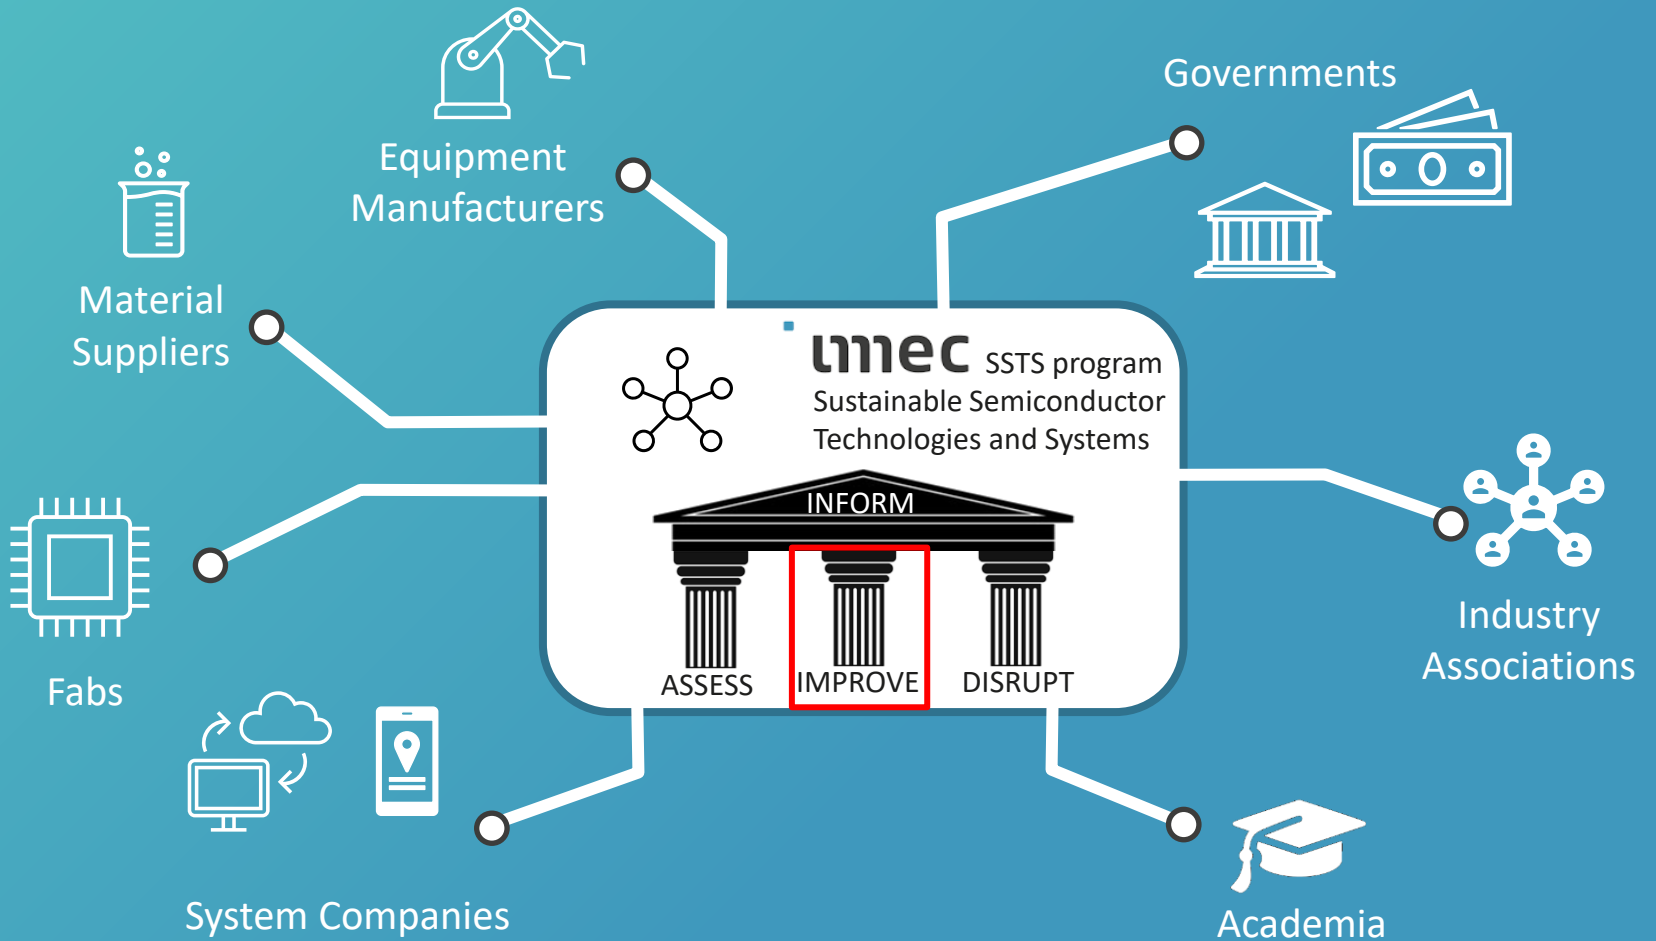 Equipment
Manufacturers
Governments
Material
Suppliers
imec SSTS program
Sustainable Semiconductor
Technologies and Systems
INFORM
ASSESS
IMPROVE
DISRUPT
Fabs
Industry
Associations
System Companies
Academia